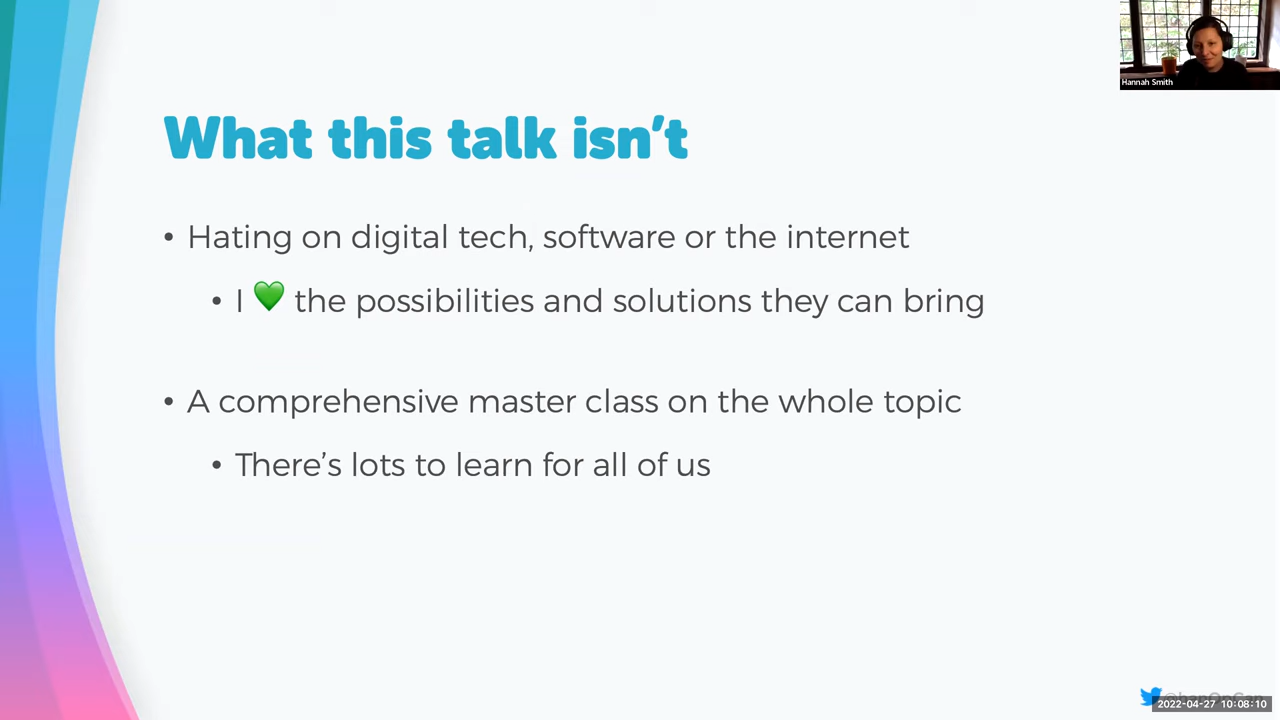 Hannah Smith
What this talk isn’t
• Hating on digital tech, software or the internet
• I 💚 the possibilities and solutions they can bring
• A comprehensive master class on the whole topic
• There’s lots to learn for all of us
2022-04-27 10:08:10